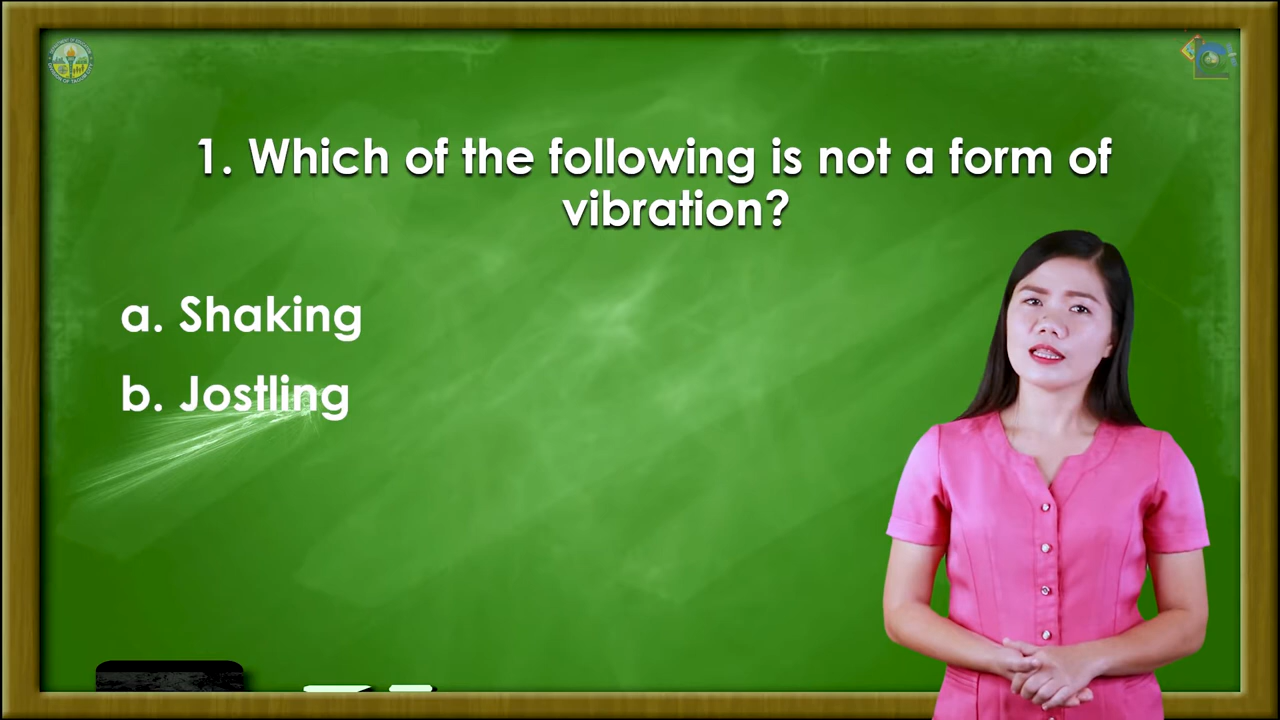 1. Which of the following is not a form of
vibration?
a. Shaking
b. Jostling